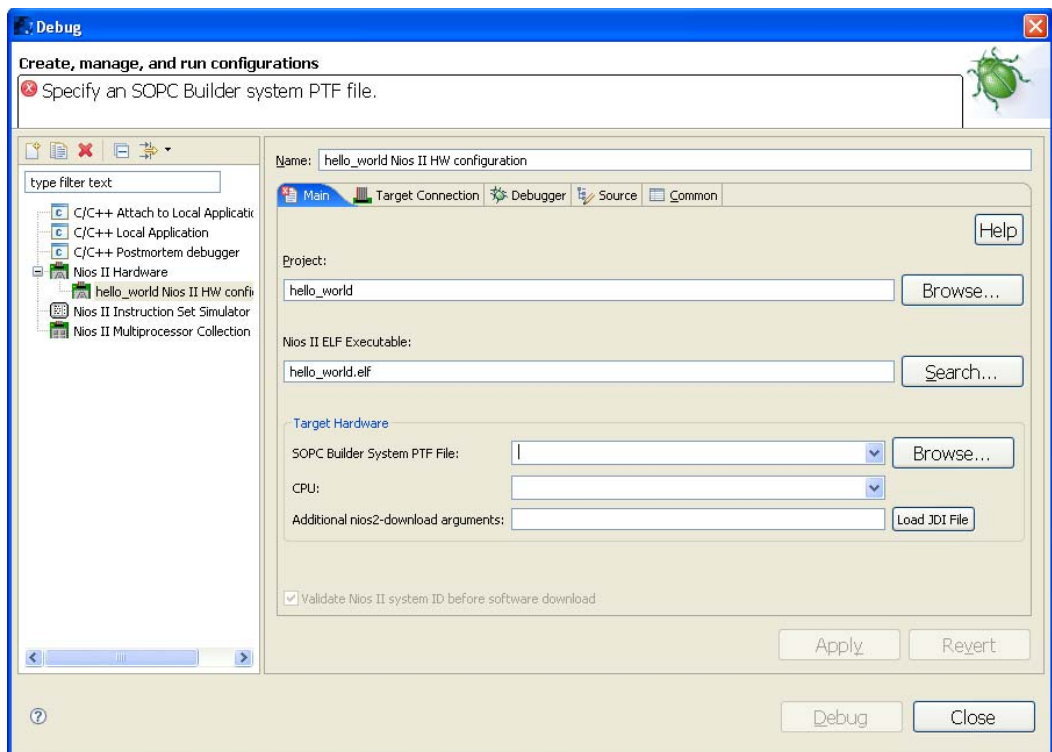 Debug
Create, manage, and run configurations
Specify an SOPC Builder system PTF file.
type filter text
C/C++ Attach to Local Applicatic
C/C++ Local Application
C/C++ Postmortem debugger
Nios II Hardware
hello_world Nios II HW confi
Nios II Instruction Set Simulator
Nios II Multiprocessor Collection
Name: hello_world Nios II HW configuration
Main Target Connection Debugger Source Common
Help
Project:
hello_world Browse...
Nios II ELF Executable:
hello_world.elf Search...
Target Hardware
SOPC Builder System PTF File: Browse...
CPU:
Additional nios2-download arguments: Load JDI File
Validate Nios II system ID before software download
Apply Revert
Debug Close